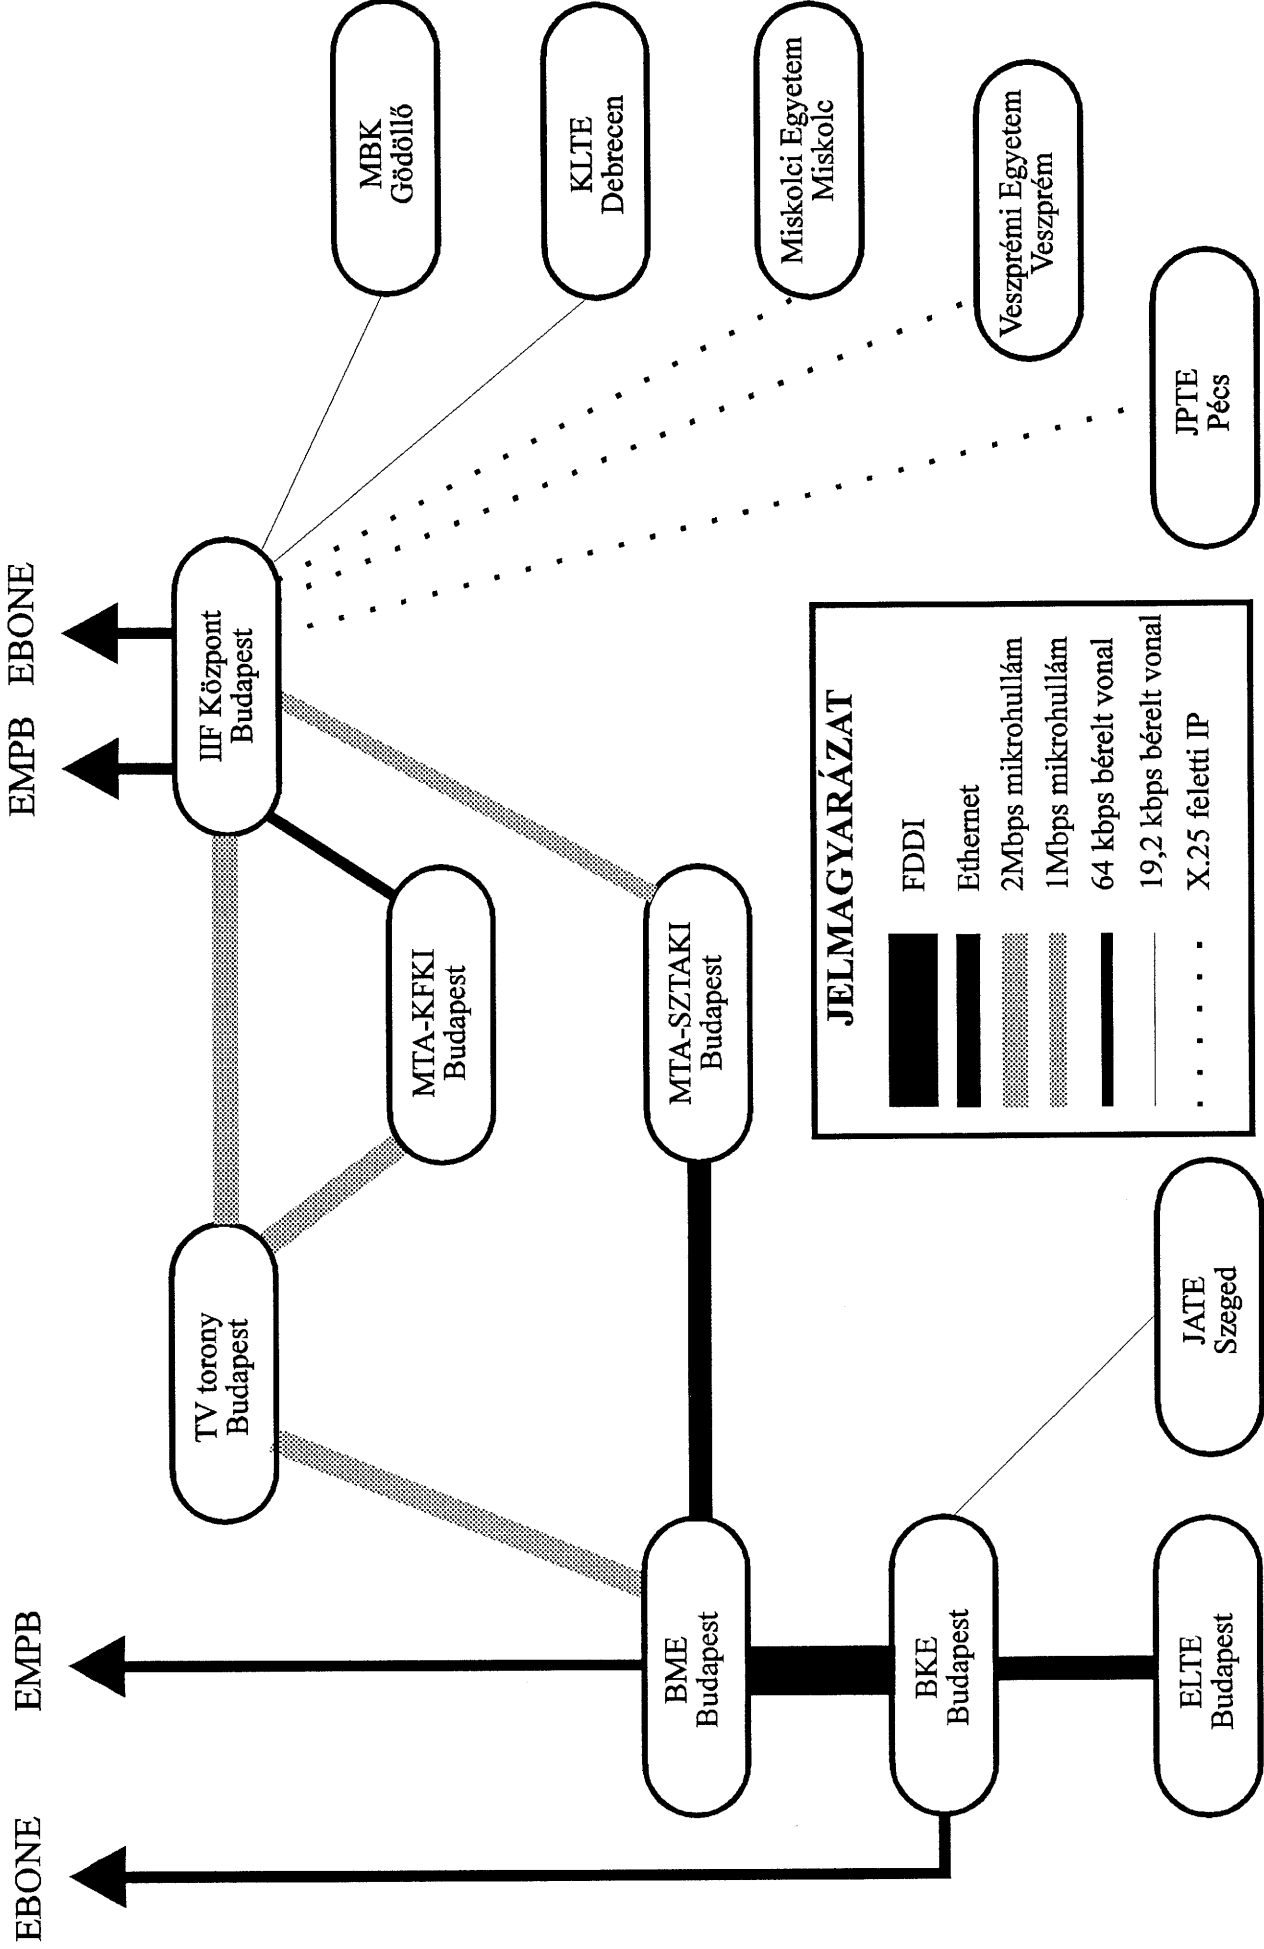 EBONE
EMPB
EMPB
EBONE
TV torony
Budapest
IIF Központ
Budapest
MBK
Gödöllő
MTA-KFKI
Budapest
KLTE
Debrecen
BME
Budapest
MTA-SZTAKI
Budapest
Miskolci Egyetem
Miskolc
BKE
Budapest
Veszprémi Egyetem
Veszprém
ELTE
Budapest
JATE
Szeged
JPTE
Pécs
JELMAGYARÁZAT
FDDI
Ethernet
2Mbps mikrohullám
1Mbps mikrohullám
64 kbps bérelt vonal
19,2 kbps bérelt vonal
X.25 feletti IP